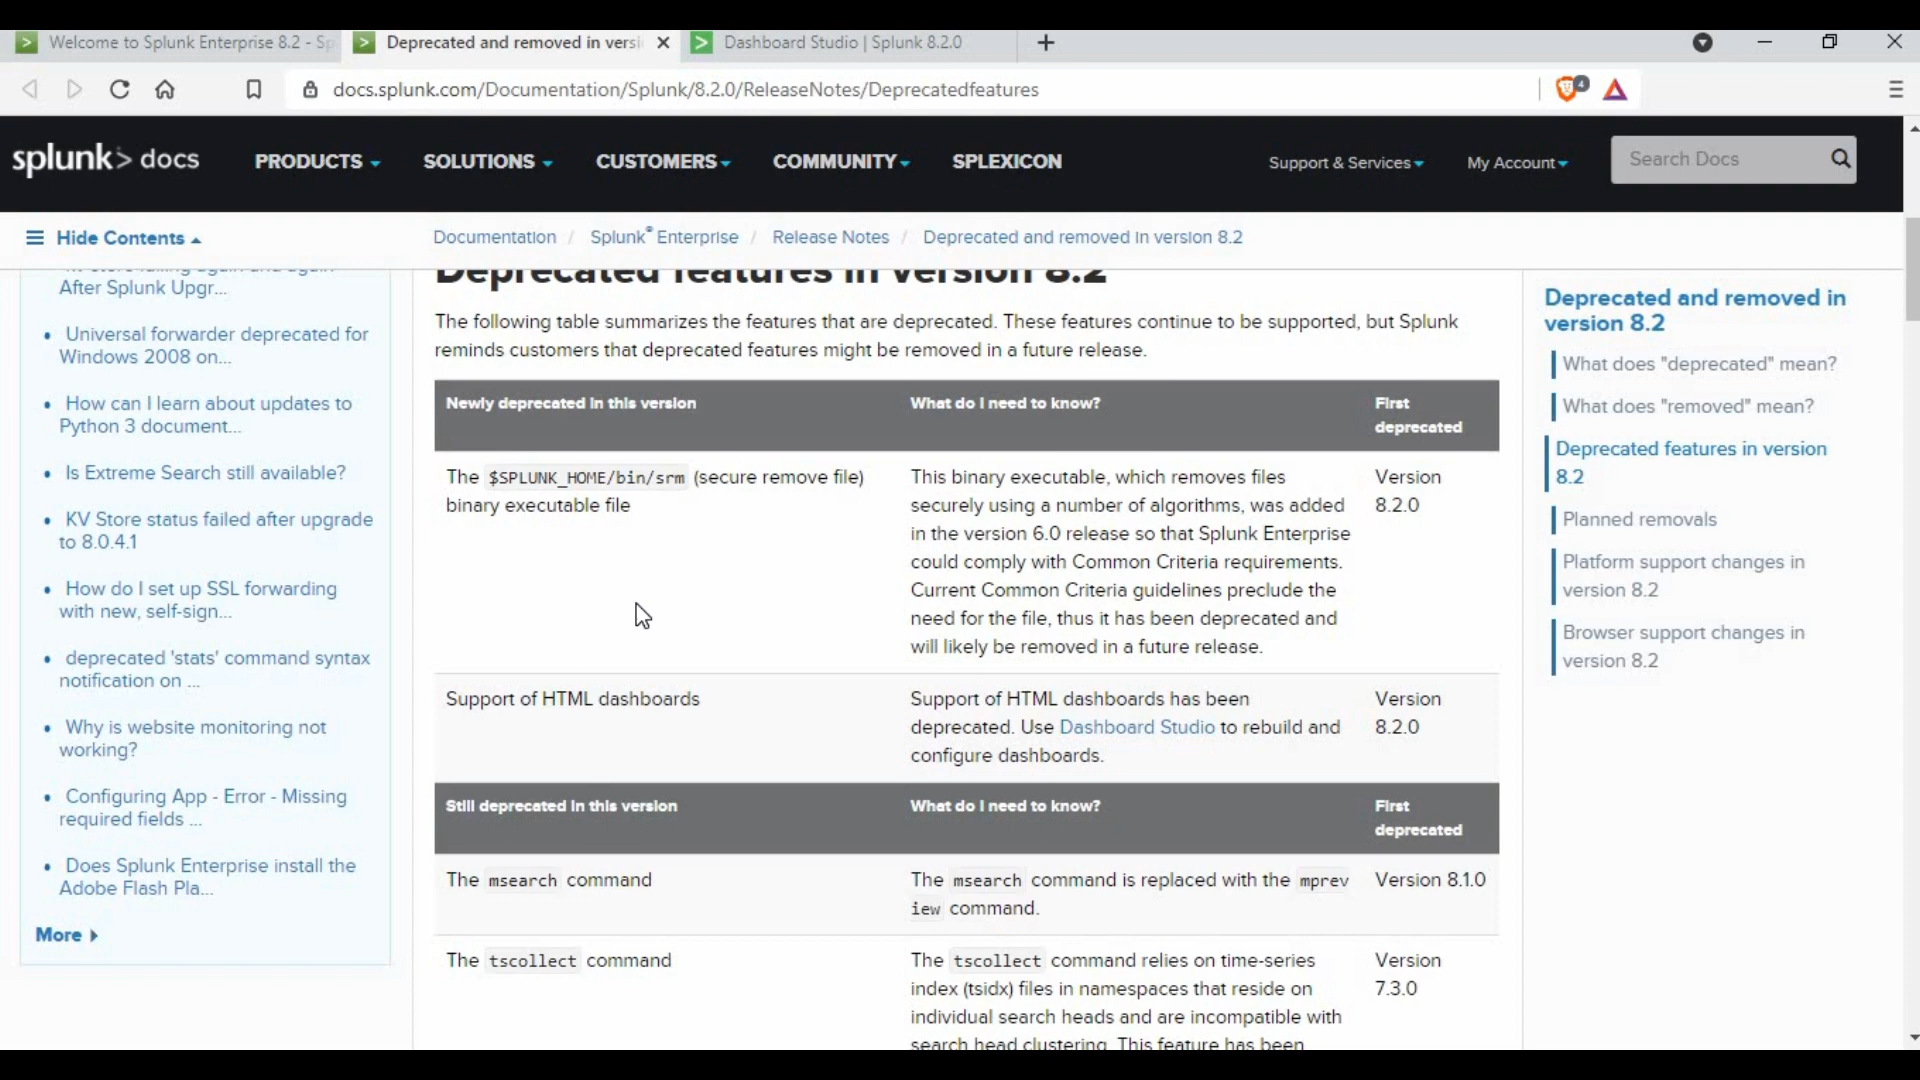 Welcome to Splunk Enterprise 8.2 - Sp
Deprecated and removed in versi
Dashboard Studio | Splunk 8.2.0
docs.splunk.com/Documentation/Splunk/8.2.0/ReleaseNotes/Deprecatedfeatures
4
splunk> docs
PRODUCTS
SOLUTIONS
CUSTOMERS
COMMUNITY
SPLEXICON
Support & Services
My Account
Search Docs
Hide Contents
Documentation / Splunk® Enterprise / Release Notes / Deprecated and removed in version 8.2
After Splunk Upgr...
• Universal forwarder deprecated for
Windows 2008 on...
• How can I learn about updates to
Python 3 document...
• Is Extreme Search still available?
• KV Store status failed after upgrade
to 8.0.4.1
• How do I set up SSL forwarding
with new, self-sign...
• deprecated 'stats' command syntax
notification on ...
• Why is website monitoring not
working?
• Configuring App - Error - Missing
required fields ...
• Does Splunk Enterprise install the
Adobe Flash Pla...
More
Deprecated features in version 8.2
The following table summarizes the features that are deprecated. These features continue to be supported, but Splunk
reminds customers that deprecated features might be removed in a future release.
Newly deprecated in this version
What do I need to know?
First
deprecated
The $SPLUNK_HOME/bin/srm (secure remove file)
binary executable file
This binary executable, which removes files
securely using a number of algorithms, was added
in the version 6.0 release so that Splunk Enterprise
could comply with Common Criteria requirements.
Current Common Criteria guidelines preclude the
need for the file, thus it has been deprecated and
will likely be removed in a future release.
Version
8.2.0
Support of HTML dashboards
Support of HTML dashboards has been
deprecated. Use Dashboard Studio to rebuild and
configure dashboards.
Version
8.2.0
Still deprecated in this version
What do I need to know?
First
deprecated
The msearch command
The msearch command is replaced with the mprev
iew command.
Version 8.1.0
The tscollect command
The tscollect command relies on time-series
index (tsidx) files in namespaces that reside on
individual search heads and are incompatible with
search head clustering. This feature has been
Version
7.3.0
Deprecated and removed in
version 8.2
What does "deprecated" mean?
What does "removed" mean?
Deprecated features in version
8.2
Planned removals
Platform support changes in
version 8.2
Browser support changes in
version 8.2